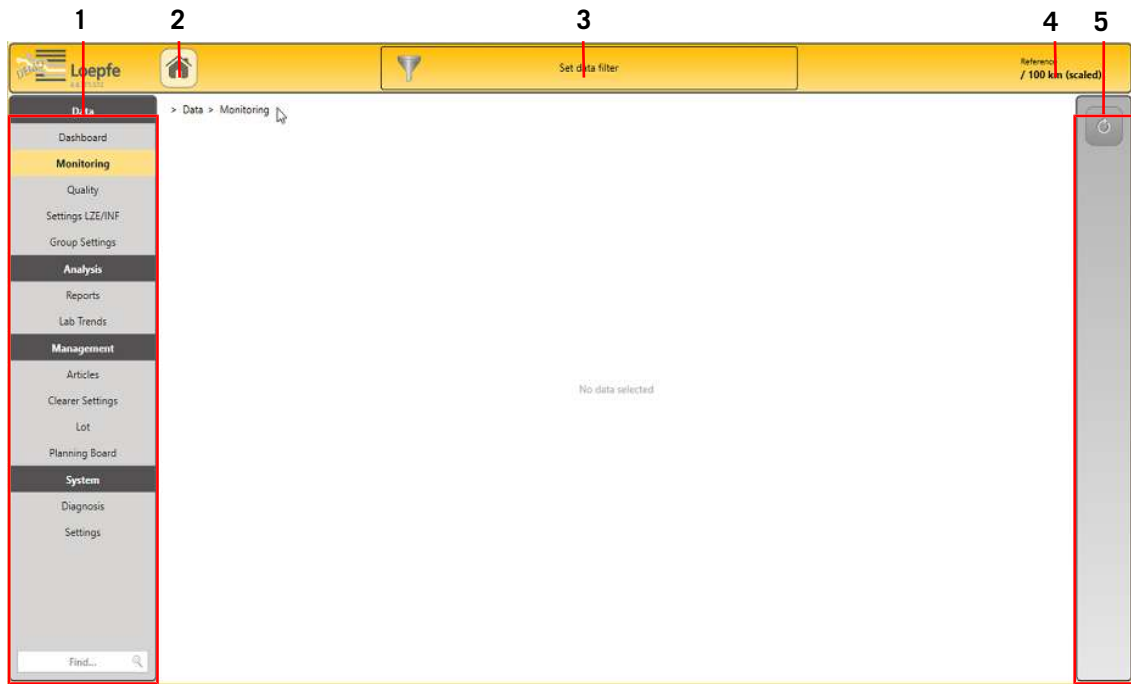 1 2 3 4 5
Loepfe
Set data filter
Reference
/ 100 km (scaled)
Data
> Data > Monitoring
Dashboard
Monitoring
Quality
Settings LZE/INF
Group Settings
Analysis
Reports
Lab Trends
Management
Articles
No data selected
Clearer Settings
Lot
Planning Board
System
Diagnosis
Settings
Find...